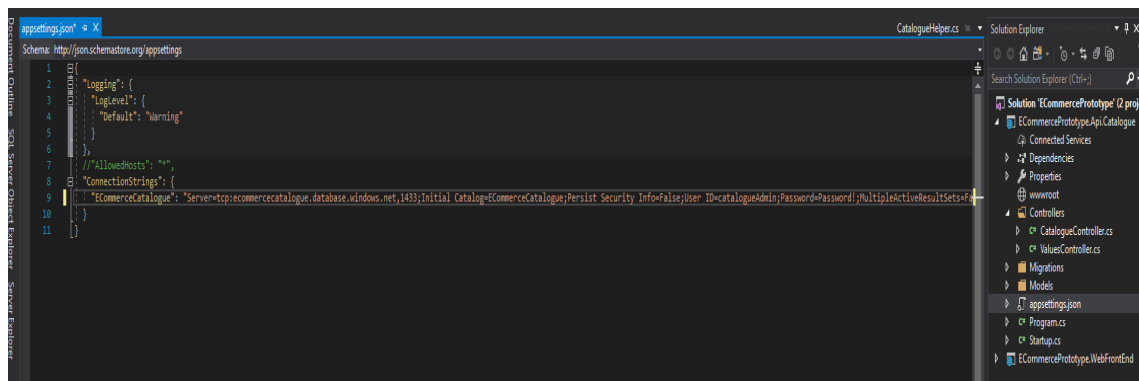 appsettings.json*
CatalogueHelper.cs
Schema: http://json.schemastore.org/appsettings
1 {
2 "Logging": {
3 "LogLevel": {
4 "Default": "Warning"
5 }
6 },
7 //"AllowedHosts": "*",
8 "ConnectionStrings": {
9 "ECommerceCatalogue": "Server=tcp:ecommercecatalogue.database.windows.net,1433;Initial Catalog=ECommerceCatalogue;Persist Security Info=False;User ID=catalogueAdmin;Password=Password!;MultipleActiveResultSets=Fa
10 }
11 }
Document Outline
SQL Server Object Explorer
Server Explorer
Solution Explorer
Search Solution Explorer (Ctrl+;)
Solution 'ECommercePrototype' (2 proj
ECommercePrototype.Api.Catalogue
Connected Services
Dependencies
Properties
wwwroot
Controllers
C# CatalogueController.cs
C# ValuesController.cs
Migrations
Models
appsettings.json
C# Program.cs
C# Startup.cs
ECommercePrototype.WebFrontEnd